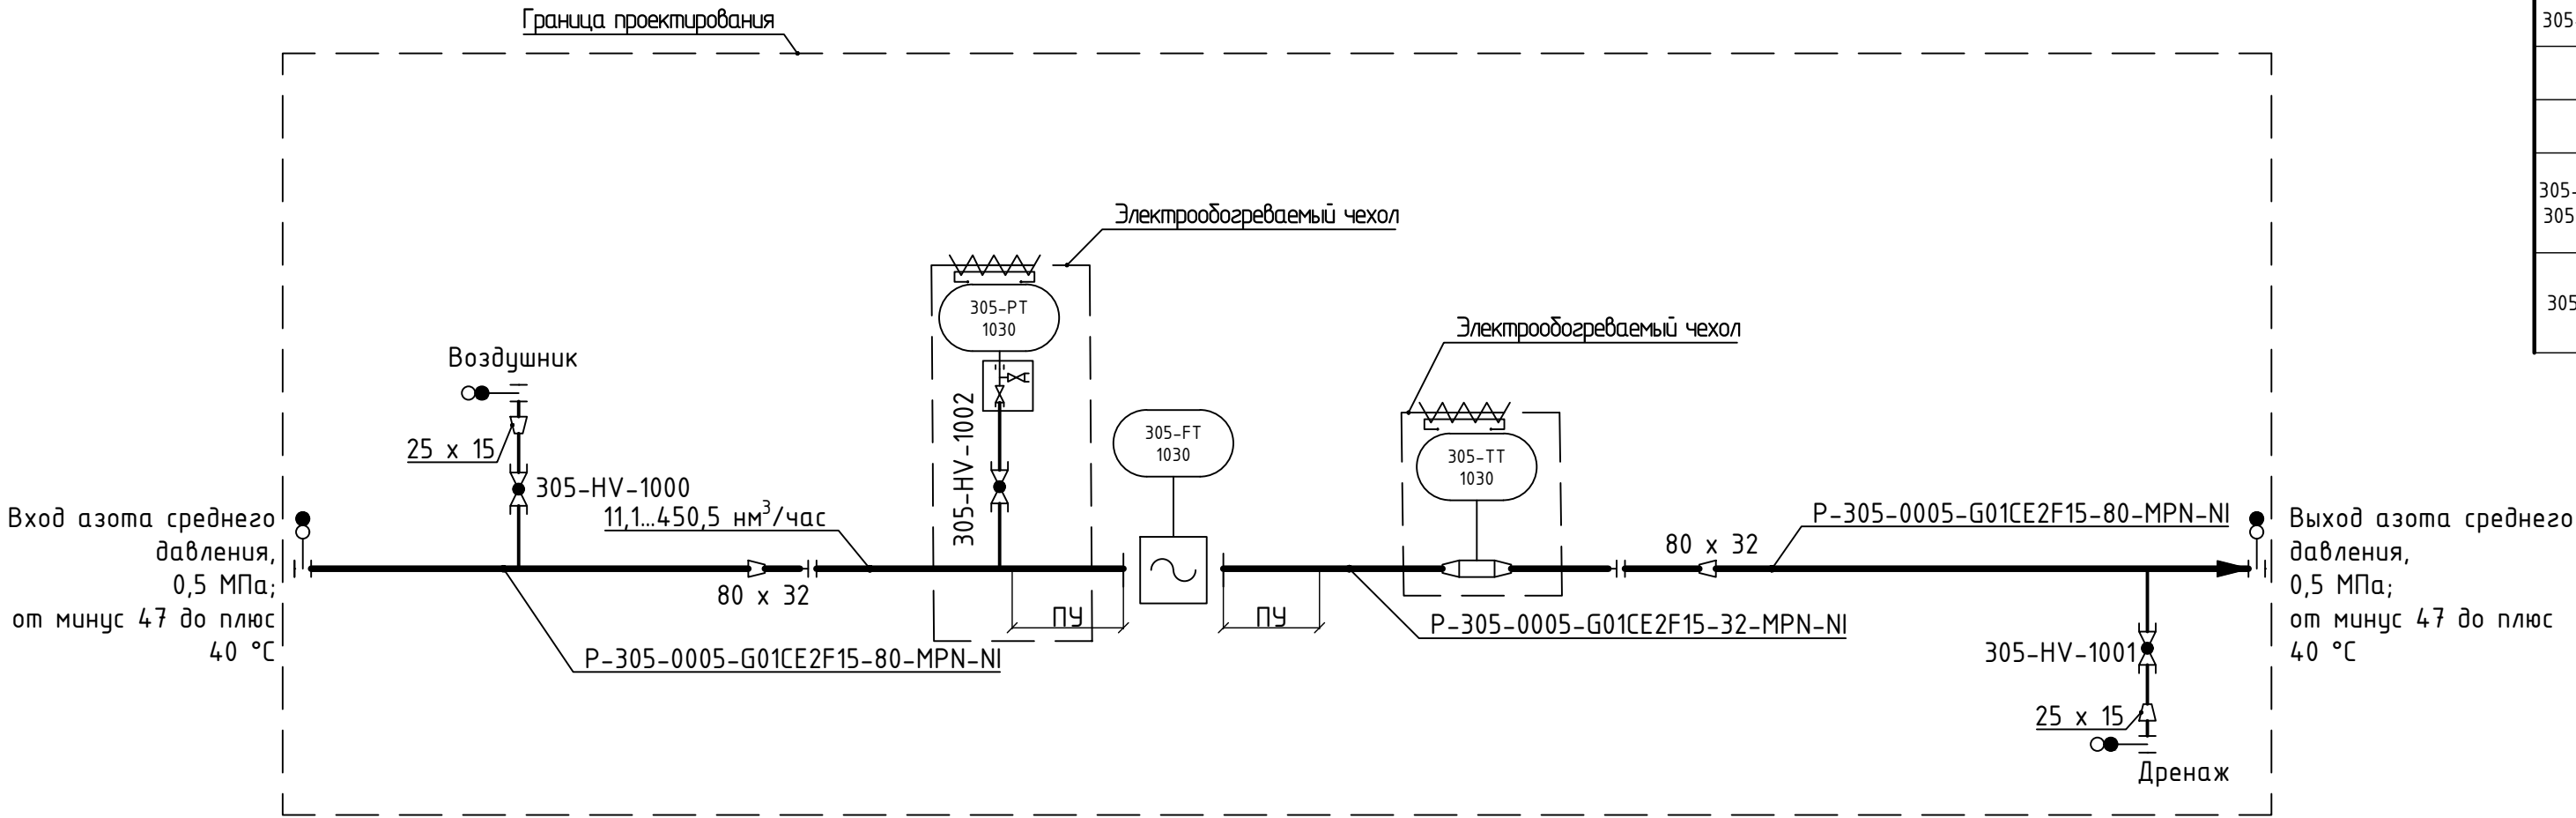 Граница проектирования
305
305-
305
305
Электрообогреваемый чехол
305-PT
1030
Электрообогреваемый чехол
Воздушник
25 x 15
305-HV-1000
305-HV-1002
305-FT
1030
305-TT
1030
Вход азота среднего
давления,
0,5 МПа;
от минус 47 до плюс
40 °C
11,1...450,5 нм³/час
80 x 32
ПУ
ПУ
P-305-0005-G01CE2F15-80-MPN-NI
80 x 32
P-305-0005-G01CE2F15-80-MPN-NI
P-305-0005-G01CE2F15-32-MPN-NI
Выход азота среднего
давления,
0,5 МПа;
от минус 47 до плюс
40 °C
305-HV-1001
25 x 15
Дренаж